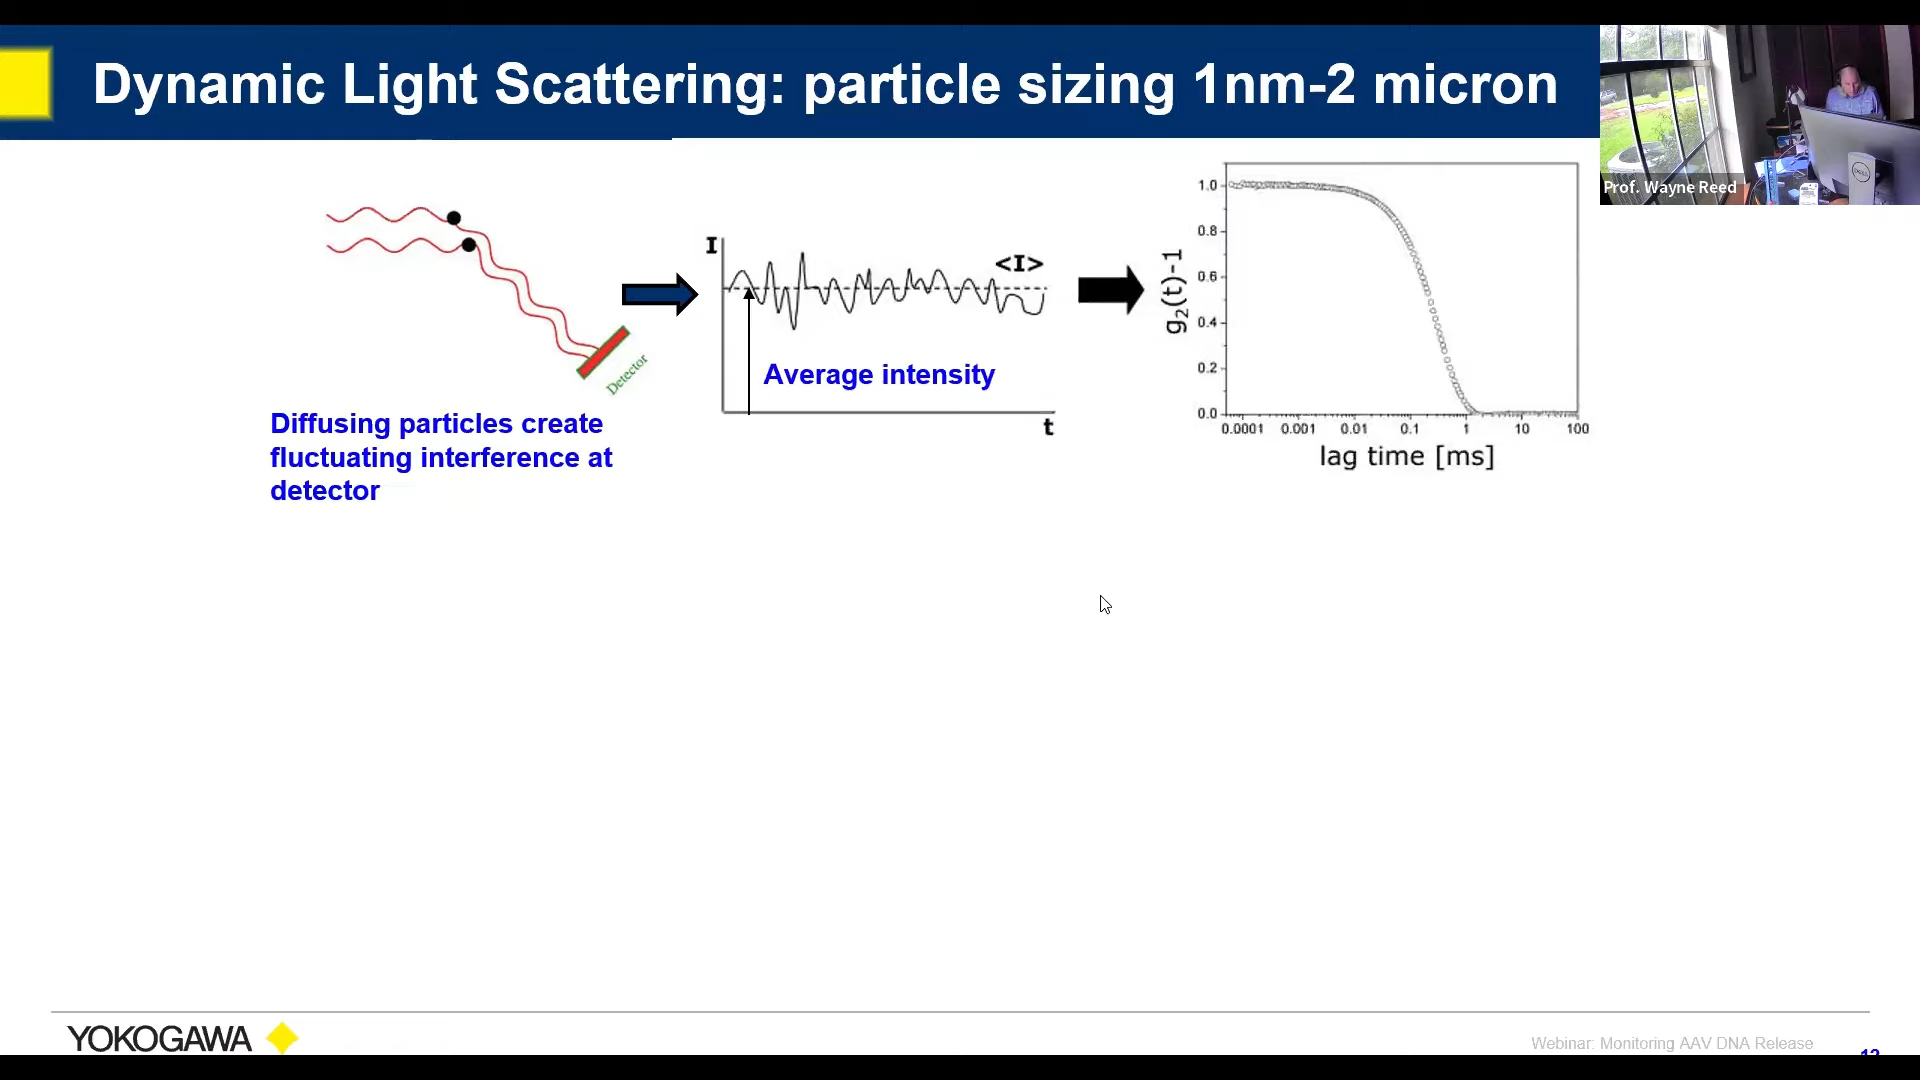 Dynamic Light Scattering: particle sizing 1nm-2 micron
Prof. Wayne Reed
Detector
Diffusing particles create
fluctuating interference at
detector
I
<I>
Average intensity
t
g₂(t)-1
1.0
0.8
0.6
0.4
0.2
0.0
0.0001 0.001 0.01 0.1 1 10 100
lag time [ms]
YOKOGAWA
Webinar: Monitoring AAV DNA Release